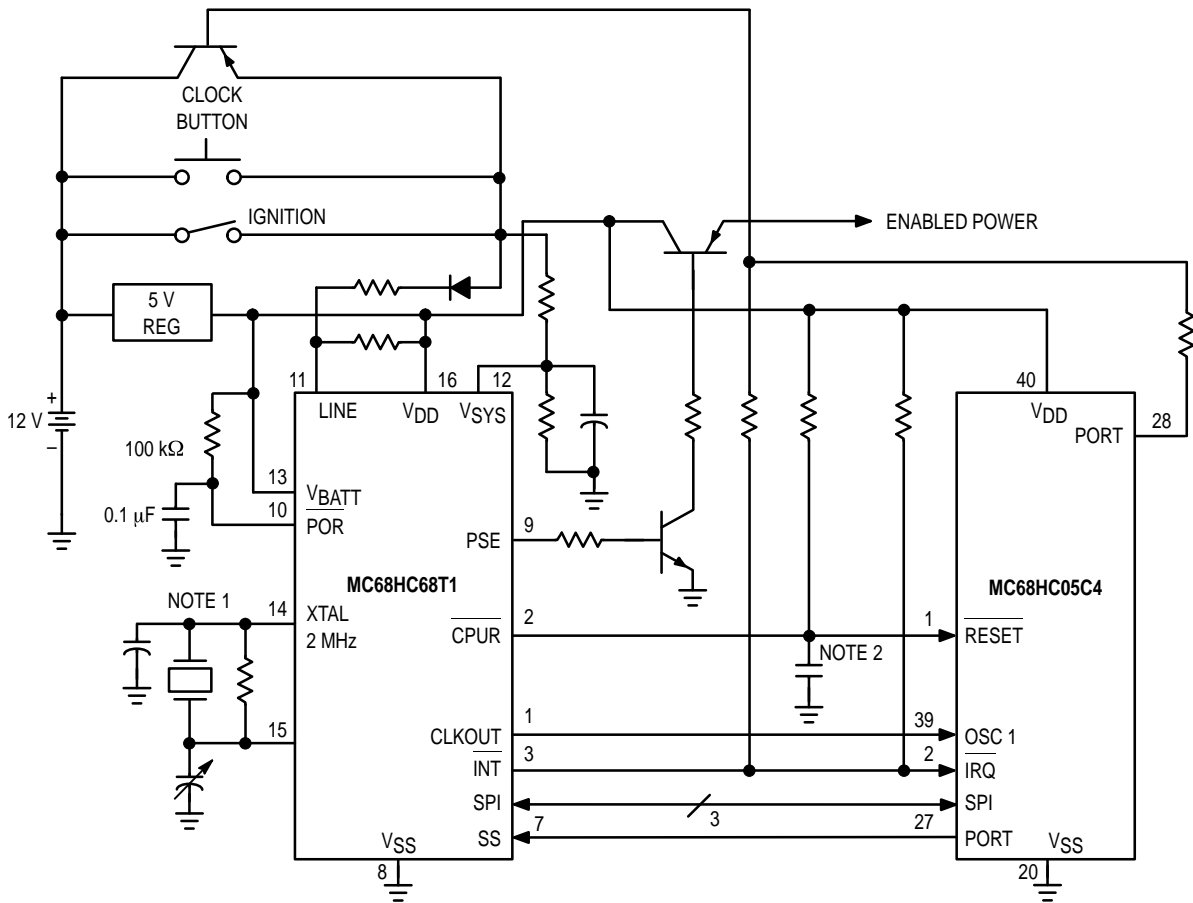 CLOCK
BUTTON
IGNITION
ENABLED POWER
5 V
REG
12 V
+
–
100 kΩ
0.1 μF
11
16
12
LINE
VDD
VSYS
40
VDD
PORT
28
13
VBATT
10
POR
PSE
9
MC68HC68T1
MC68HC05C4
NOTE 1
14
XTAL
2 MHz
2
CPUR
NOTE 2
1
RESET
15
1
CLKOUT
39
OSC 1
3
INT
2
IRQ
SPI
3
SPI
7
SS
27
PORT
VSS
8
VSS
20